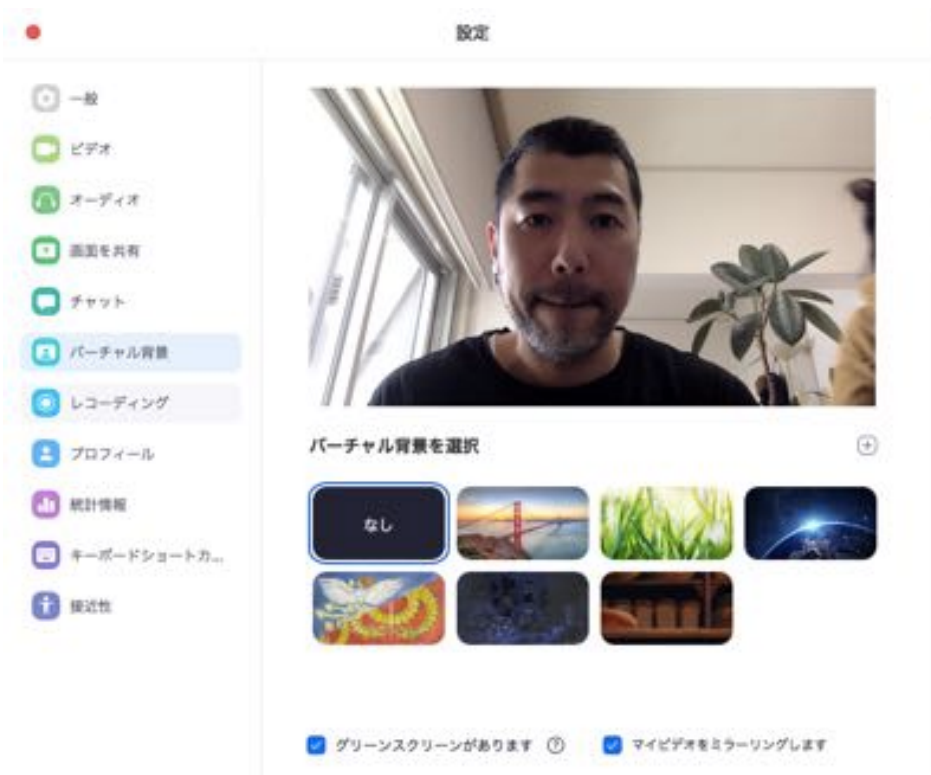 設定
一般
ビデオ
オーディオ
画面を共有
チャット
バーチャル背景
レコーディング
プロフィール
統計情報
キーボードショートカ...
接近性
バーチャル背景を選択
なし
グリーンスクリーンがあります
マイビデオをミラーリングします